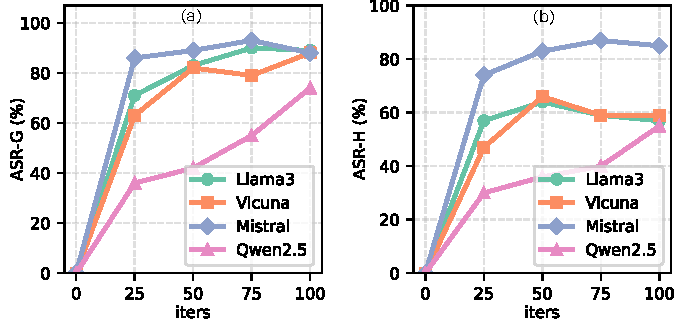 (a)
ASR-G (%)
100
80
60
40
20
0
0 25 50 75 100
iters
Llama3
Vicuna
Mistral
Qwen2.5
(b)
ASR-H (%)
100
80
60
40
20
0
0 25 50 75 100
iters
Llama3
Vicuna
Mistral
Qwen2.5